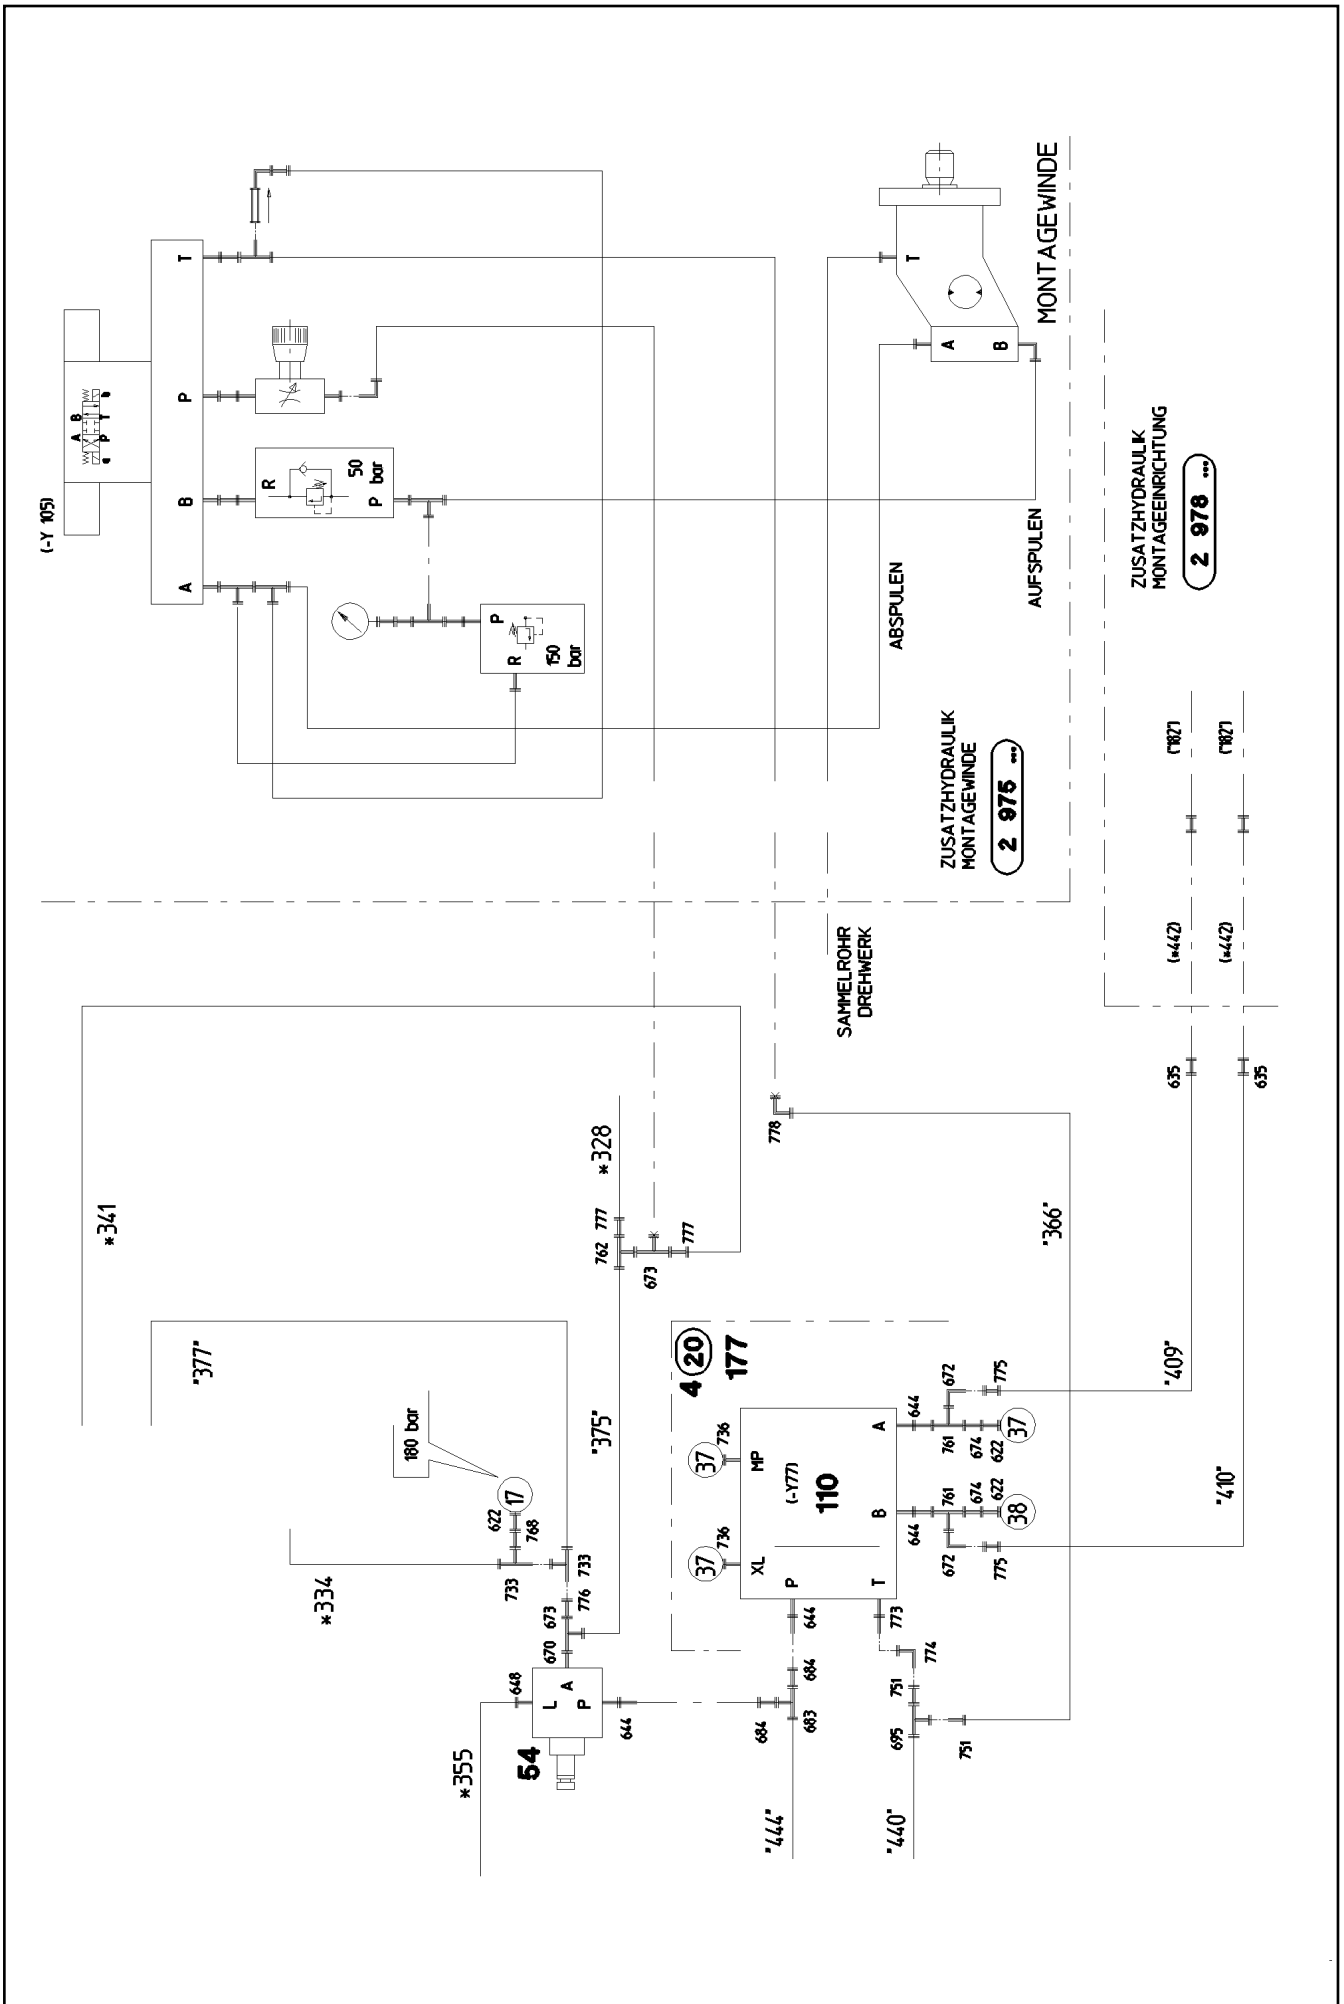 (-Y 105)
A B
P T
a b
A
B
P
T
R
50
bar
P
P
R
150
bar
T
A
B
MONTAGEWINDE
ABSPULEN
AUFSPULEN
ZUSATZHYDRAULIK
MONTAGEWINDE
2 975 ...
ZUSATZHYDRAULIK
MONTAGEEINRICHTUNG
2 978 ...
SAMMELROHR
DREHWERK
(*442)
("182")
(*442)
("182")
635
635
*341
"377"
180 bar
17
622
768
733
733
*334
776
673
670
648
L
A
P
644
54
*355
"375"
*328
777
762
673
777
778
"366"
4 20
177
37
736
MP
37
736
XL
(-Y77)
110
P
T
B
A
644
773
774
684
684
683
751
695
751
"444"
"440"
644
672
775
761
674
622
37
644
761
674
622
38
672
775
"409"
"410"